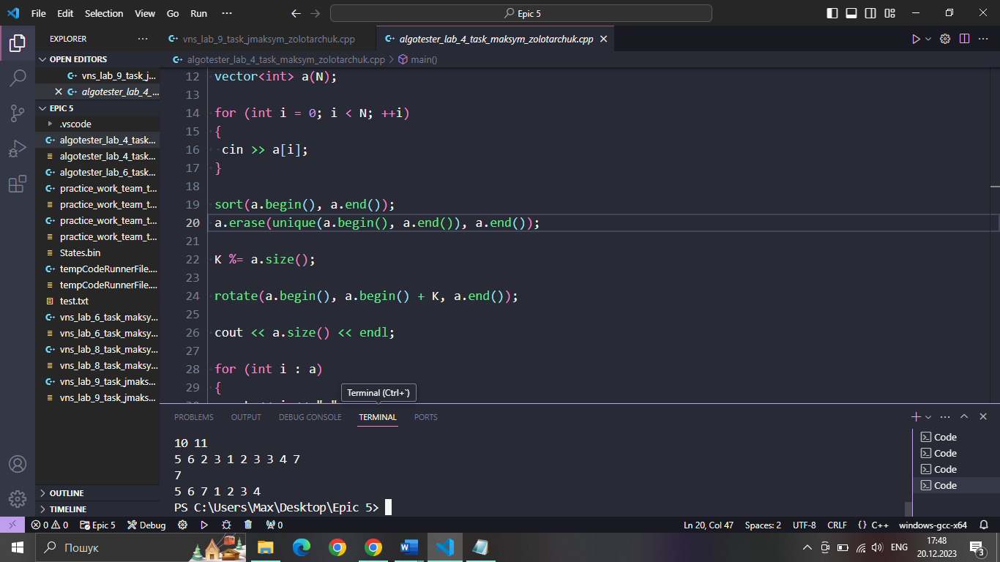 File Edit Selection View Go Run ··· Epic 5
EXPLORER ···
OPEN EDITORS
vns_lab_9_task_j...
algotester_lab_4_...
EPIC 5
.vscode
algotester_lab_4_task...
algotester_lab_4_task...
algotester_lab_6_task...
practice_work_team_t...
practice_work_team_t...
practice_work_team_t...
practice_work_team_t...
States.bin
tempCodeRunnerFile....
tempCodeRunnerFile....
test.txt
vns_lab_6_task_maksy...
vns_lab_6_task_maksy...
vns_lab_8_task_maksy...
vns_lab_8_task_maksy...
vns_lab_9_task_jmaks...
vns_lab_9_task_jmaks...
OUTLINE
TIMELINE
vns_lab_9_task_jmaksym_zolotarchuk.cpp algotester_lab_4_task_maksym_zolotarchuk.cpp
algotester_lab_4_task_maksym_zolotarchuk.cpp > main()
12 vector<int> a(N);
13
14 for (int i = 0; i < N; ++i)
15 {
16 cin >> a[i];
17 }
18
19 sort(a.begin(), a.end());
20 a.erase(unique(a.begin(), a.end()), a.end());
21
22 K %= a.size();
23
24 rotate(a.begin(), a.begin() + K, a.end());
25
26 cout << a.size() << endl;
27
28 for (int i : a)
29 {
Terminal (Ctrl+`)
PROBLEMS OUTPUT DEBUG CONSOLE TERMINAL PORTS
10 11
5 6 2 3 1 2 3 3 4 7
7
5 6 7 1 2 3 4
PS C:\Users\Max\Desktop\Epic 5>
Code
Code
Code
Code
0 0 Epic 5 Debug 0 Ln 20, Col 47 Spaces: 2 UTF-8 CRLF {} C++ windows-gcc-x64
Пошук ENG 17:48
20.12.2023 3